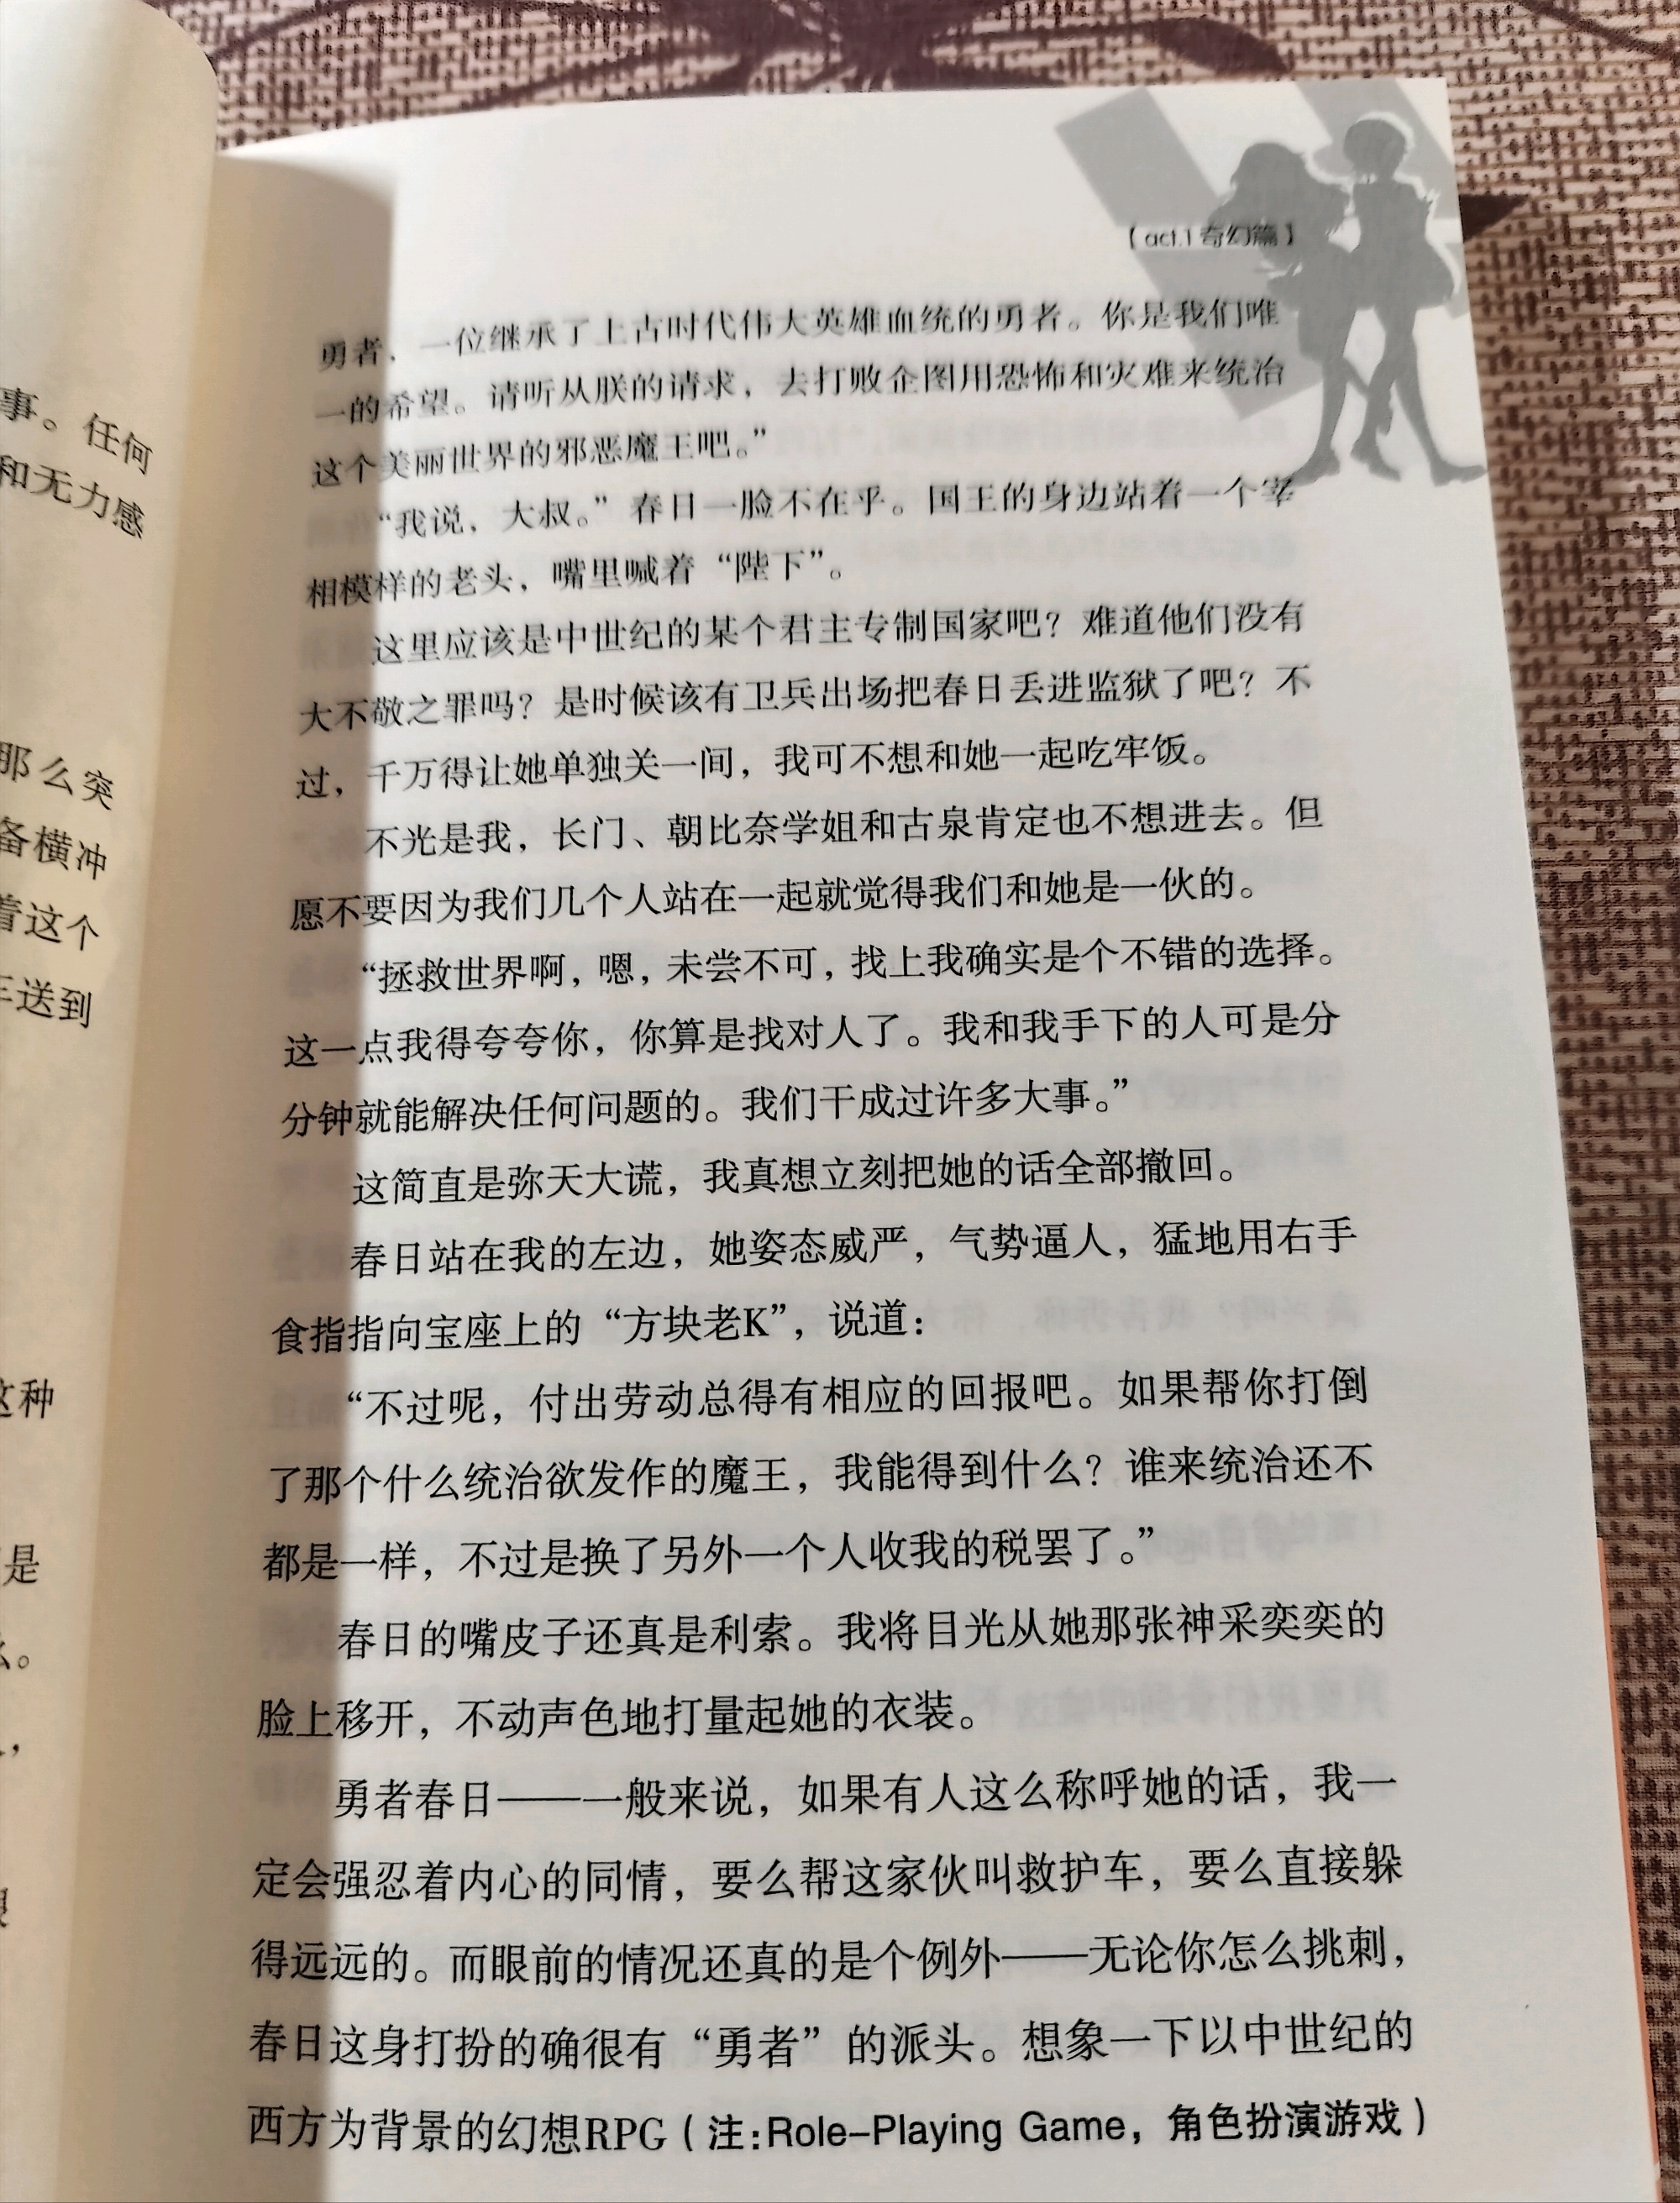 事。任何
和无力感
那么突
备横冲
着这个
送到
这种
是
【act.1 奇幻篇】
勇者，一位继承了上古时代伟大英雄血统的勇者。你是我们唯
一的希望。请听从朕的请求，去打败企图用恐怖和灾难来统治
这个美丽世界的邪恶魔王吧。”
“我说，大叔。”春日一脸不在乎。国王的身边站着一个宰
相模样的老头，嘴里喊着“陛下”。
这里应该是中世纪的某个君主专制国家吧？难道他们没有
大不敬之罪吗？是时候该有卫兵出场把春日丢进监狱了吧？不
过，千万得让她单独关一间，我可不想和她一起吃牢饭。
不光是我，长门、朝比奈学姐和古泉肯定也不想进去。但
愿不要因为我们几个人站在一起就觉得我们和她是一伙的。
“拯救世界啊，嗯，未尝不可，找上我确实是个不错的选择。
这一点我得夸夸你，你算是找对人了。我和我手下的人可是分
分钟就能解决任何问题的。我们干成过许多大事。”
这简直是弥天大谎，我真想立刻把她的话全部撤回。
春日站在我的左边，她姿态威严，气势逼人，猛地用右手
食指指向宝座上的“方块老K”，说道：
“不过呢，付出劳动总得有相应的回报吧。如果帮你打倒
了那个什么统治欲发作的魔王，我能得到什么？谁来统治还不
都是一样，不过是换了另外一个人收我的税罢了。”
春日的嘴皮子还真是利索。我将目光从她那张神采奕奕的
脸上移开，不动声色地打量起她的衣装。
勇者春日——一般来说，如果有人这么称呼她的话，我一
定会强忍着内心的同情，要么帮这家伙叫救护车，要么直接躲
得远远的。而眼前的情况还真的是个例外——无论你怎么挑刺，
春日这身打扮的确很有“勇者”的派头。想象一下以中世纪的
西方为背景的幻想RPG（注:Role-Playing Game，角色扮演游戏）